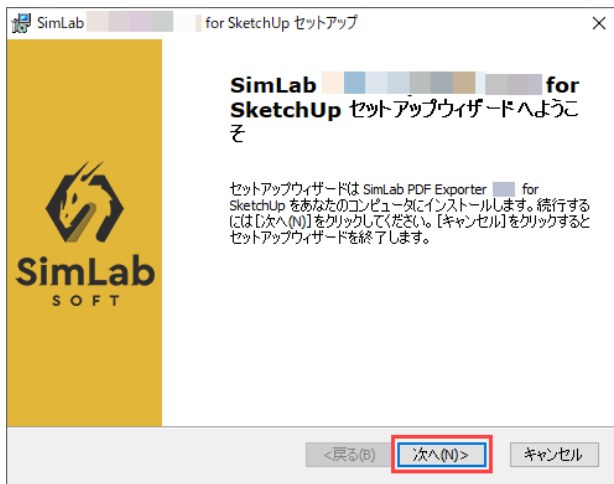 SimLab for SketchUp セットアップ
SimLab for
SketchUp セットアップウィザードへようこ
そ
セットアップウィザードは SimLab PDF Exporter for
SketchUp をあなたのコンピュータにインストールします。続行する
には[次へ(N)]をクリックしてください。[キャンセル]をクリックすると
セットアップウィザードを終了します。
SimLab
SOFT
<戻る(B) 次へ(N)> キャンセル